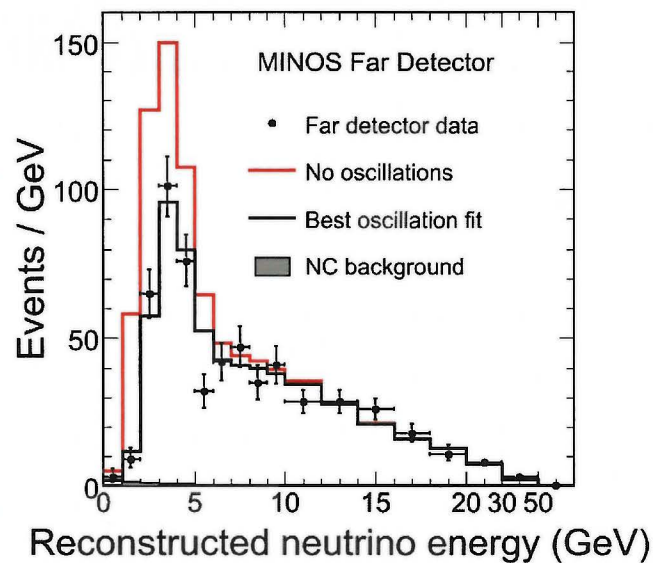 150
100
50
0
Events / GeV
MINOS Far Detector
Far detector data
No oscillations
Best oscillation fit
NC background
0 5 10 15 20 30 50
Reconstructed neutrino energy (GeV)